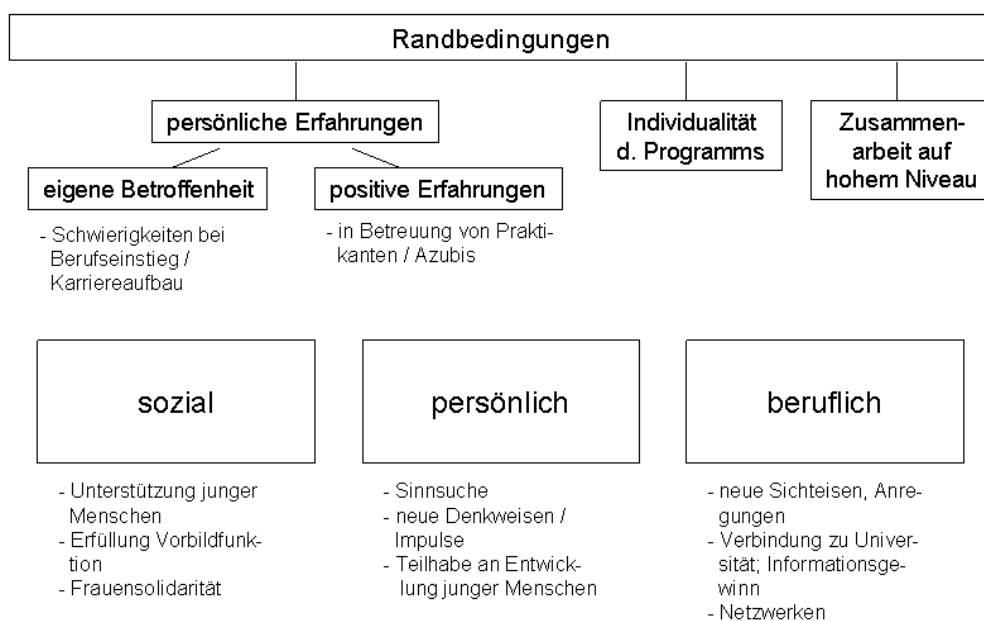 Randbedingungen
persönliche Erfahrungen
Individualität
d. Programms
Zusammen-
arbeit auf
hohem Niveau
eigene Betroffenheit
positive Erfahrungen
- Schwierigkeiten bei
Berufseinstieg /
Karriereaufbau
- in Betreuung von Prakti-
kanten / Azubis
sozial
persönlich
beruflich
- Unterstützung junger
Menschen
- Erfüllung Vorbildfunk-
tion
- Frauensolidarität
- Sinnsuche
- neue Denkweisen /
Impulse
- Teilhabe an Entwick-
lung junger Menschen
- neue Sichteisen, Anre-
gungen
- Verbindung zu Univer-
sität; Informationsge-
winn
- Netzwerken